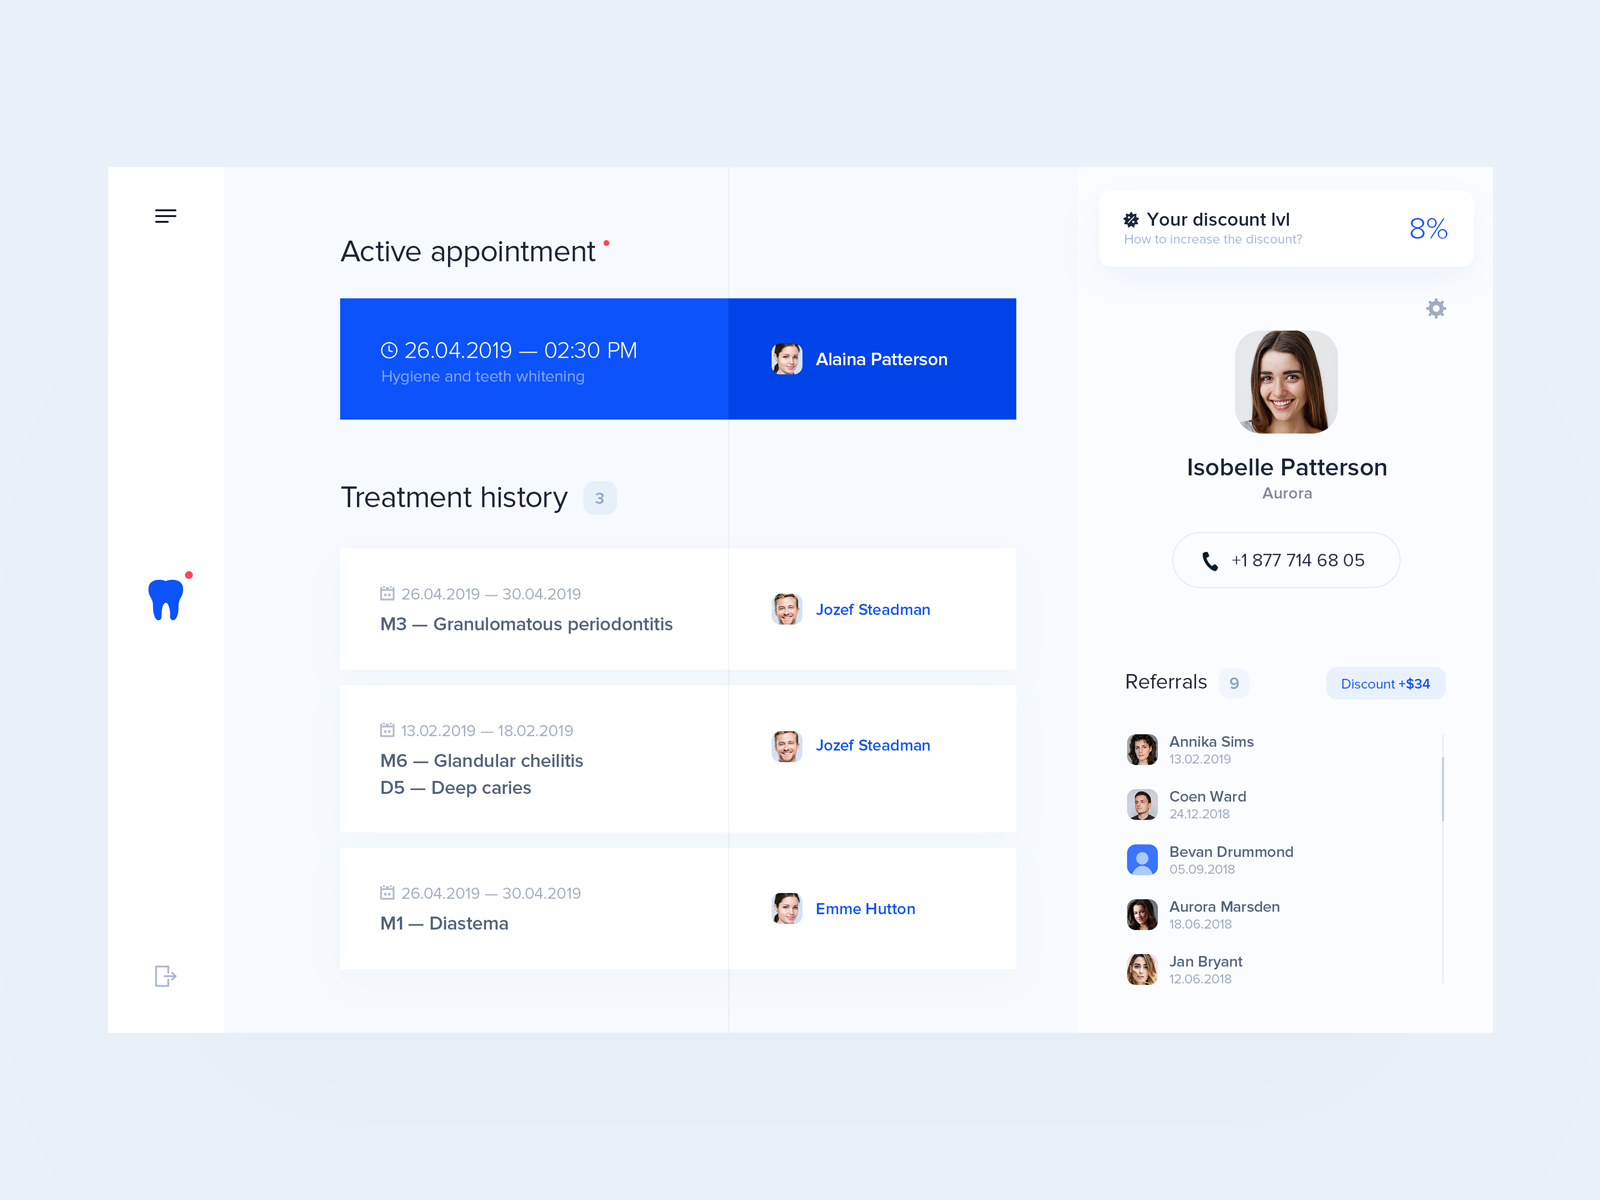 Active appointment
26.04.2019 — 02:30 PM
Hygiene and teeth whitening
Alaina Patterson
Treatment history 3
26.04.2019 — 30.04.2019
M3 — Granulomatous periodontitis
Jozef Steadman
13.02.2019 — 18.02.2019
M6 — Glandular cheilitis
D5 — Deep caries
Jozef Steadman
26.04.2019 — 30.04.2019
M1 — Diastema
Emme Hutton
Your discount lvl
How to increase the discount?
8%
Isobelle Patterson
Aurora
+1 877 714 68 05
Referrals 9
Discount +$34
Annika Sims
13.02.2019
Coen Ward
24.12.2018
Bevan Drummond
05.09.2018
Aurora Marsden
18.06.2018
Jan Bryant
12.06.2018